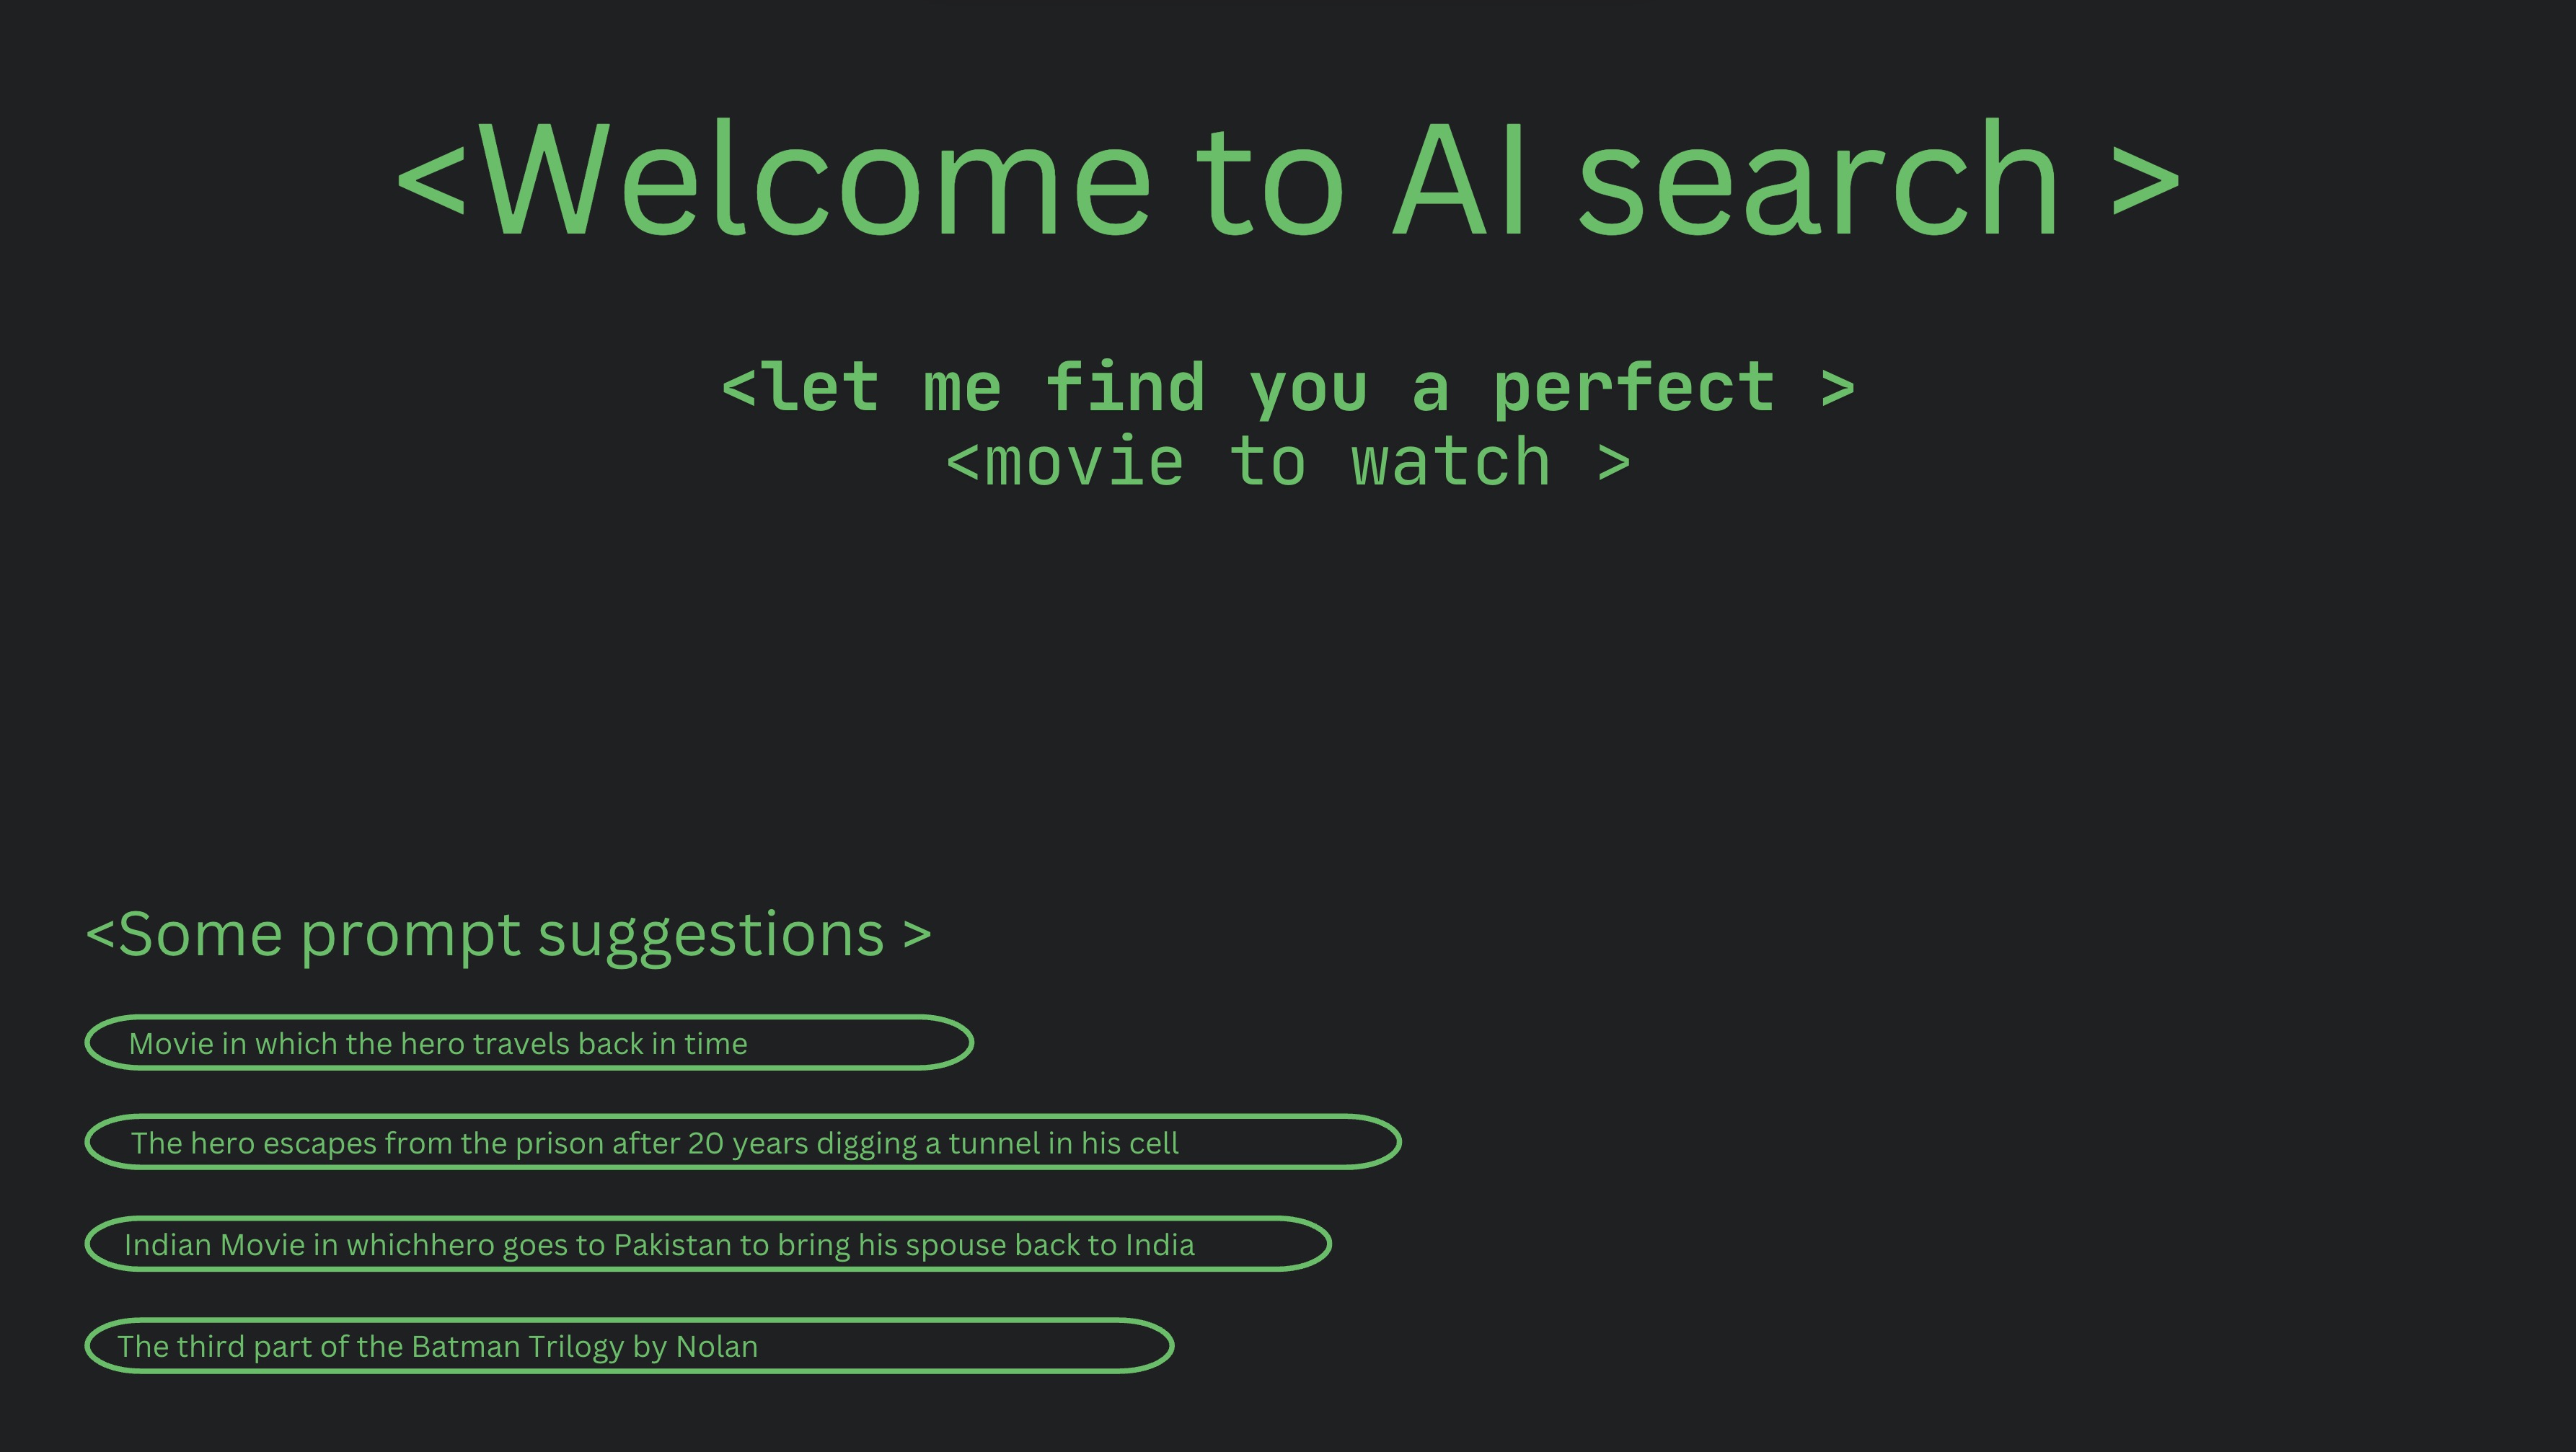 <Welcome to AI search >
<let me find you a perfect >
<movie to watch >
<Some prompt suggestions >
Movie in which the hero travels back in time
The hero escapes from the prison after 20 years digging a tunnel in his cell
Indian Movie in whichhero goes to Pakistan to bring his spouse back to India
The third part of the Batman Trilogy by Nolan